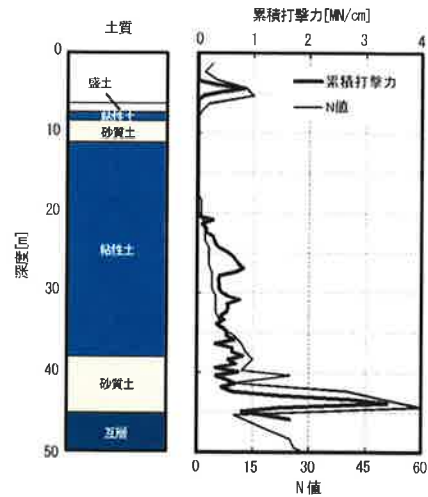 土質
累積打撃力[MN/cm]
0 1 2 3 4
0
10
20
30
40
50
深度[m]
盛土
粘性土
砂質土
粘性土
砂質土
互層
累積打撃力
N値
0 15 30 45 60
N値